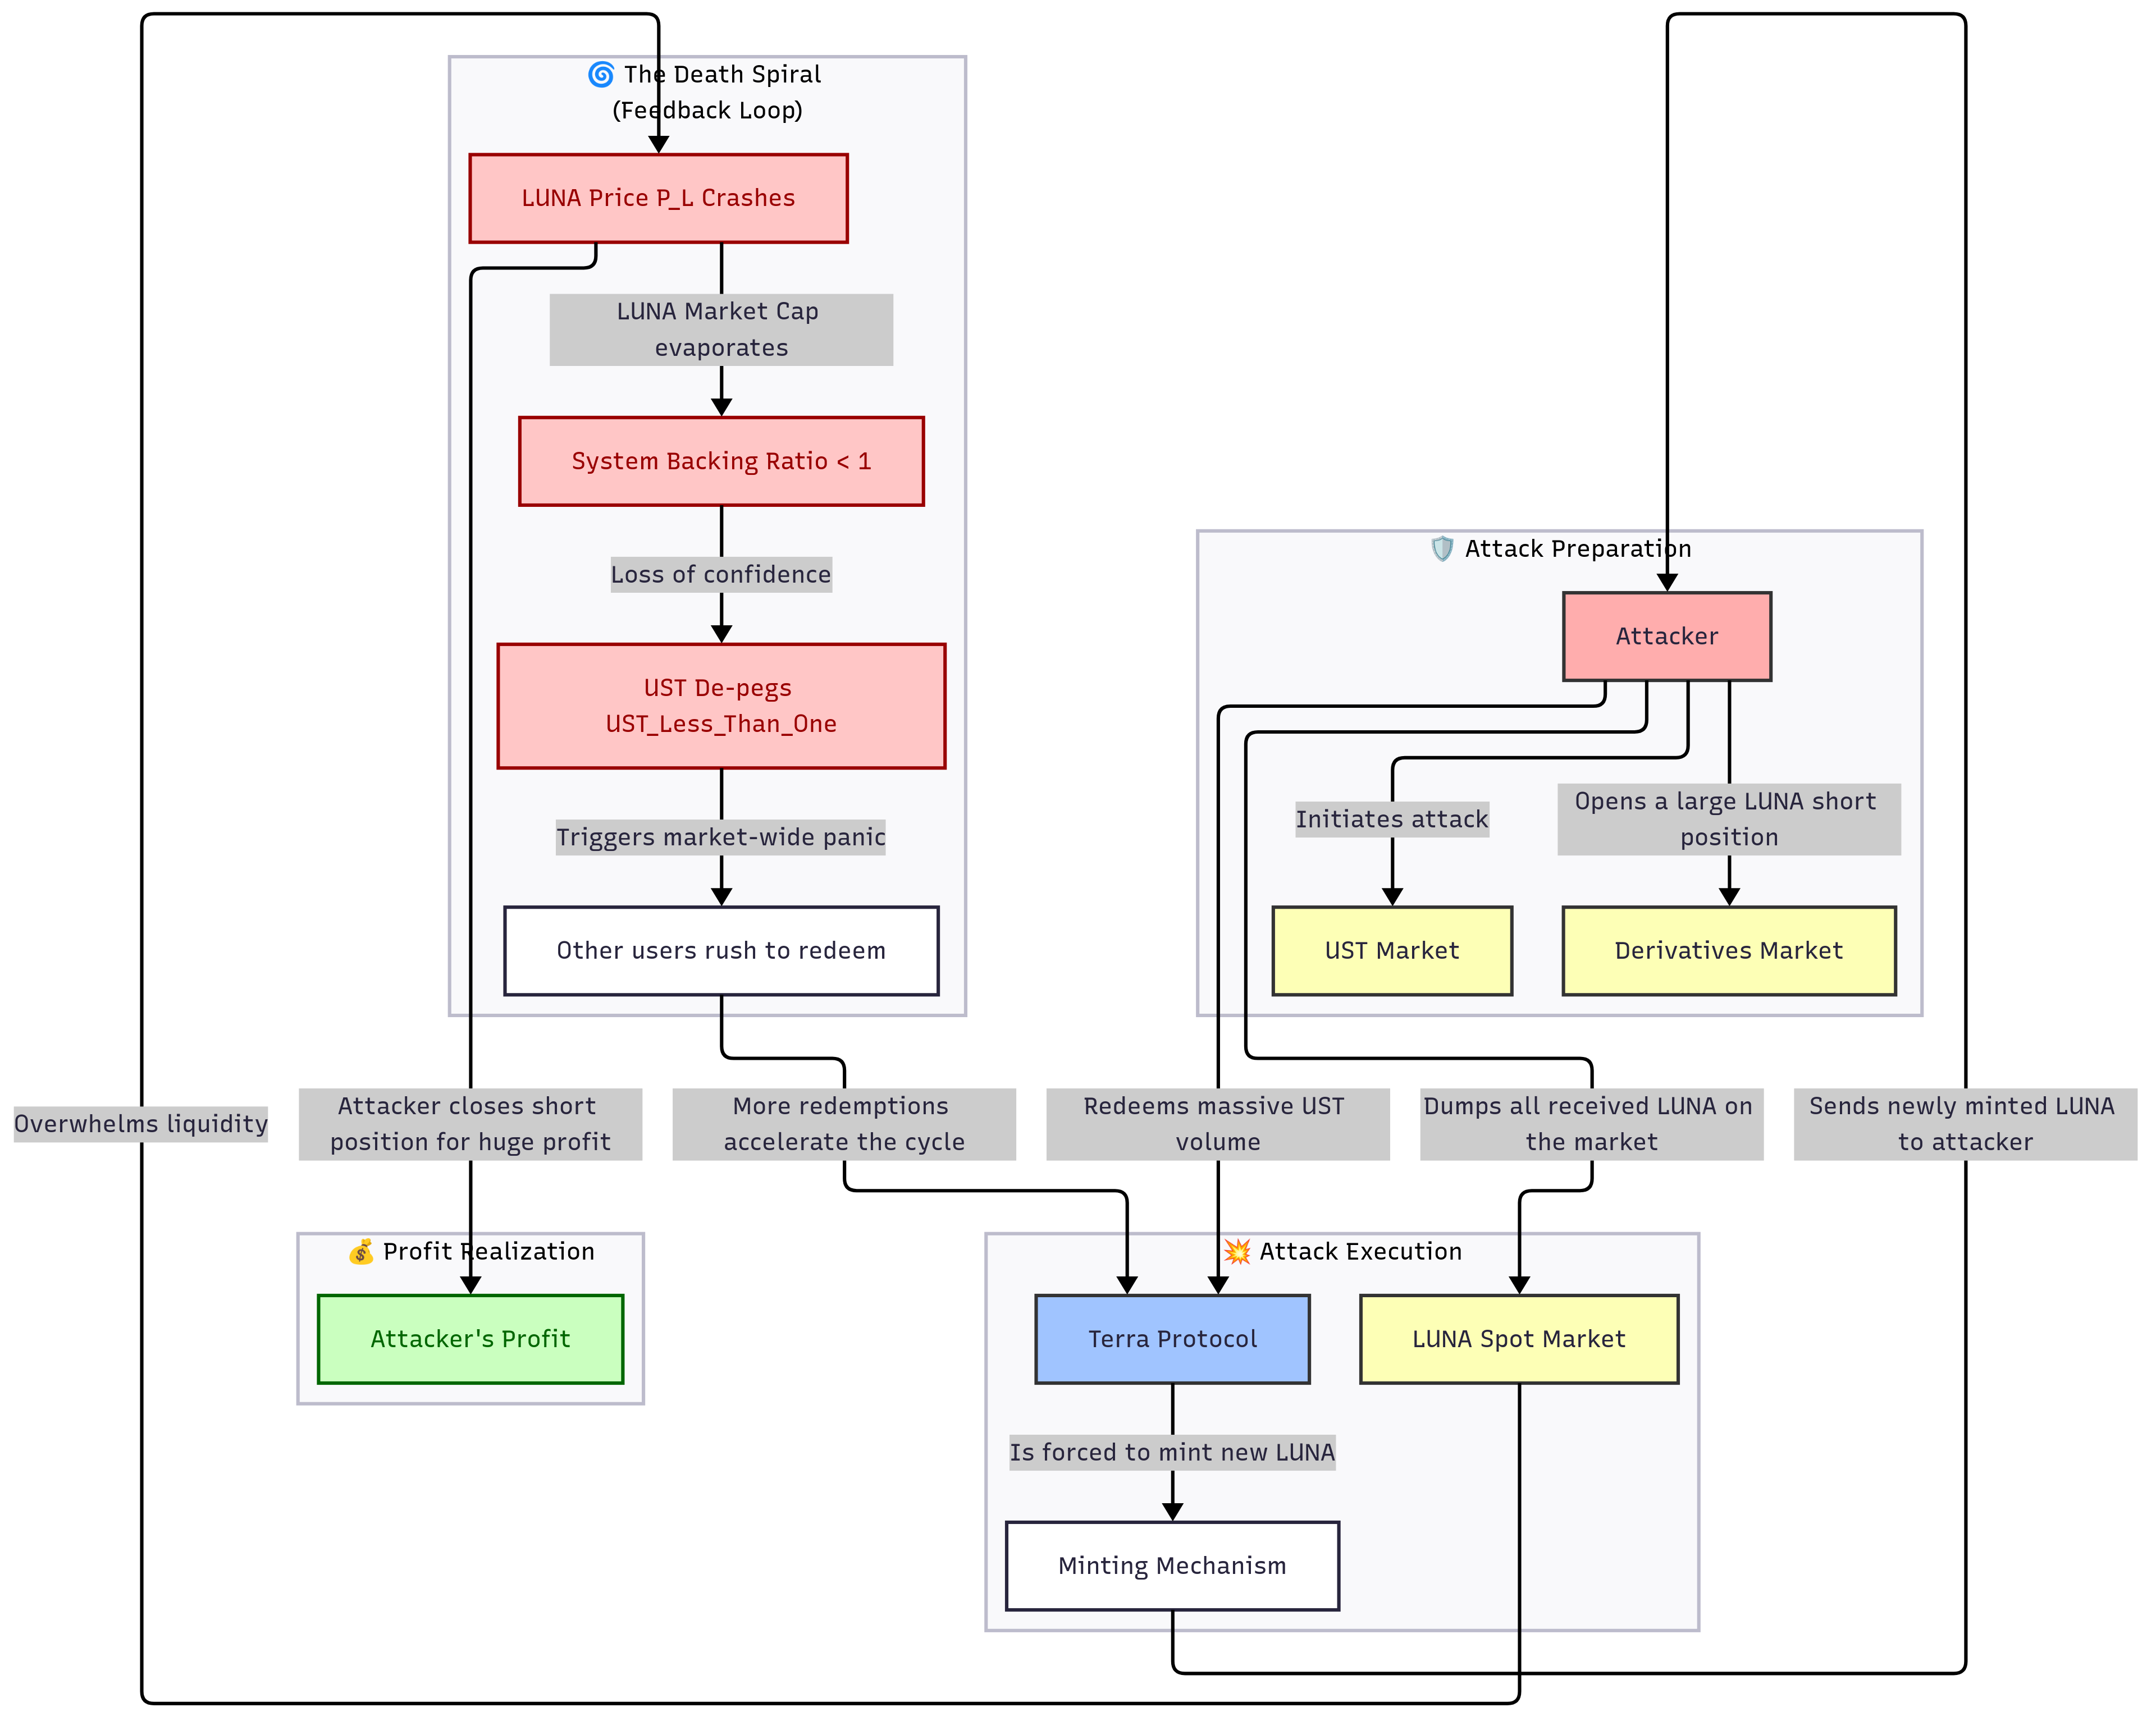 🌀 The Death Spiral
(Feedback Loop)
LUNA Price P_L Crashes
LUNA Market Cap
evaporates
System Backing Ratio < 1
Loss of confidence
UST De-pegs
UST_Less_Than_One
Triggers market-wide panic
Other users rush to redeem
🛡️ Attack Preparation
Attacker
Initiates attack
Opens a large LUNA short
position
UST Market
Derivatives Market
Overwhelms liquidity
Attacker closes short
position for huge profit
More redemptions
accelerate the cycle
Redeems massive UST
volume
Dumps all received LUNA on
the market
Sends newly minted LUNA
to attacker
💰 Profit Realization
Attacker's Profit
💥 Attack Execution
Terra Protocol
LUNA Spot Market
Is forced to mint new LUNA
Minting Mechanism